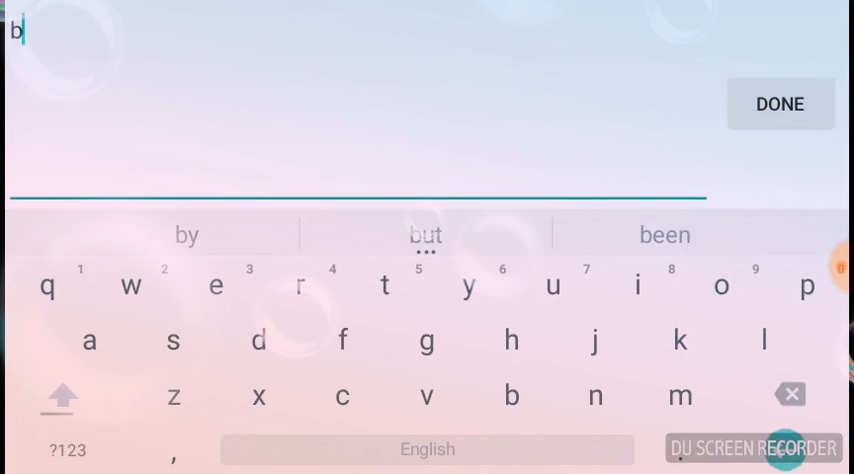 b
DONE
by but been
1 2 3 4 5 6 7 8 9 0
q w e r t y u i o p
a s d f g h j k l
z x c v b n m
?123 , English .
DU SCREEN RECORDER